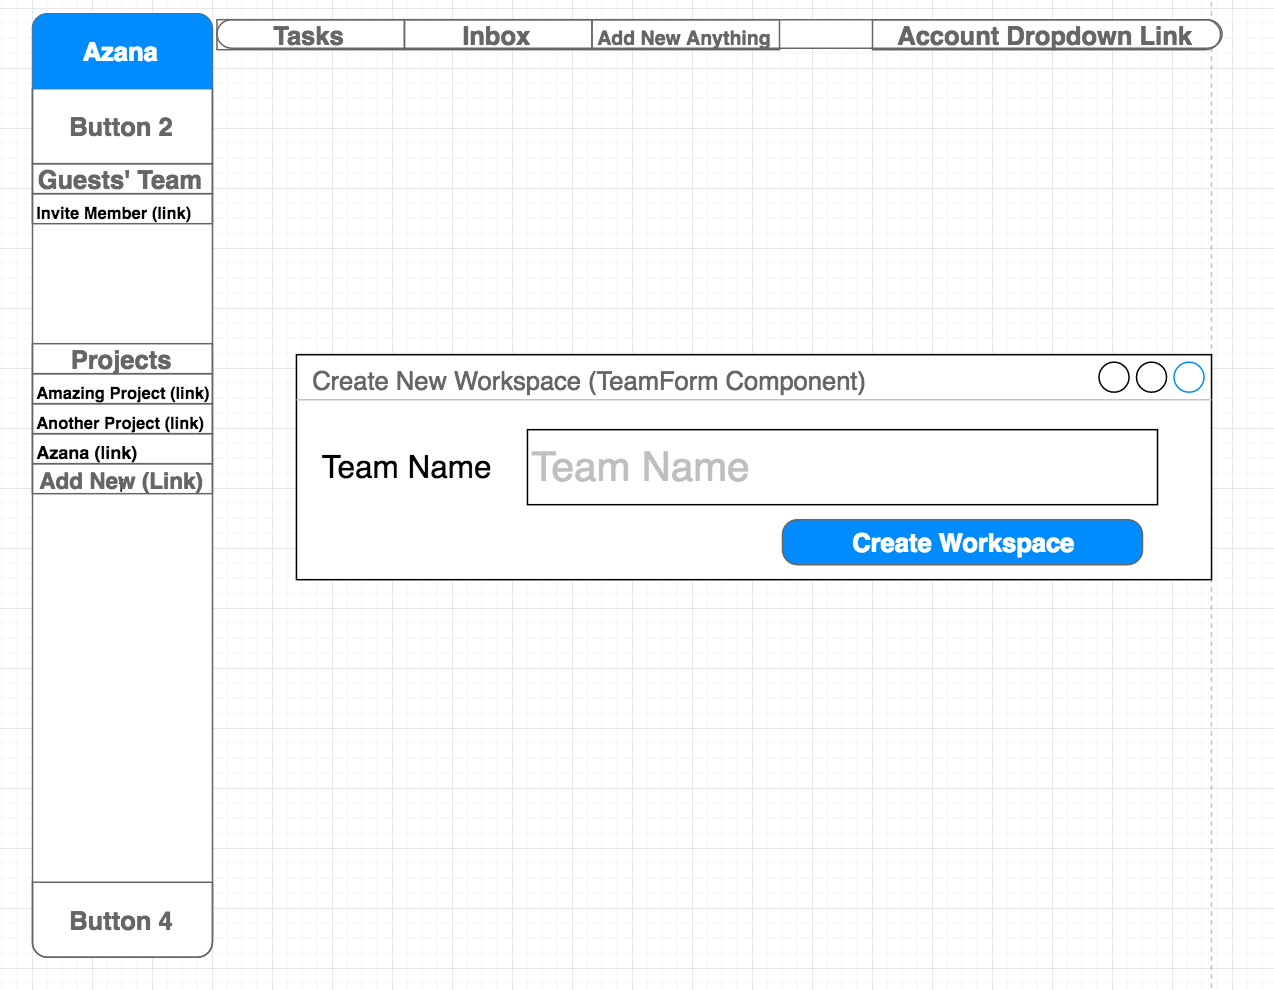 Azana
Tasks
Inbox
Add New Anything
Account Dropdown Link
Button 2
Guests' Team
Invite Member (link)
Projects
Amazing Project (link)
Another Project (link)
Azana (link)
Add New (Link)
Button 4
Create New Workspace (TeamForm Component)
Team Name
Team Name
Create Workspace